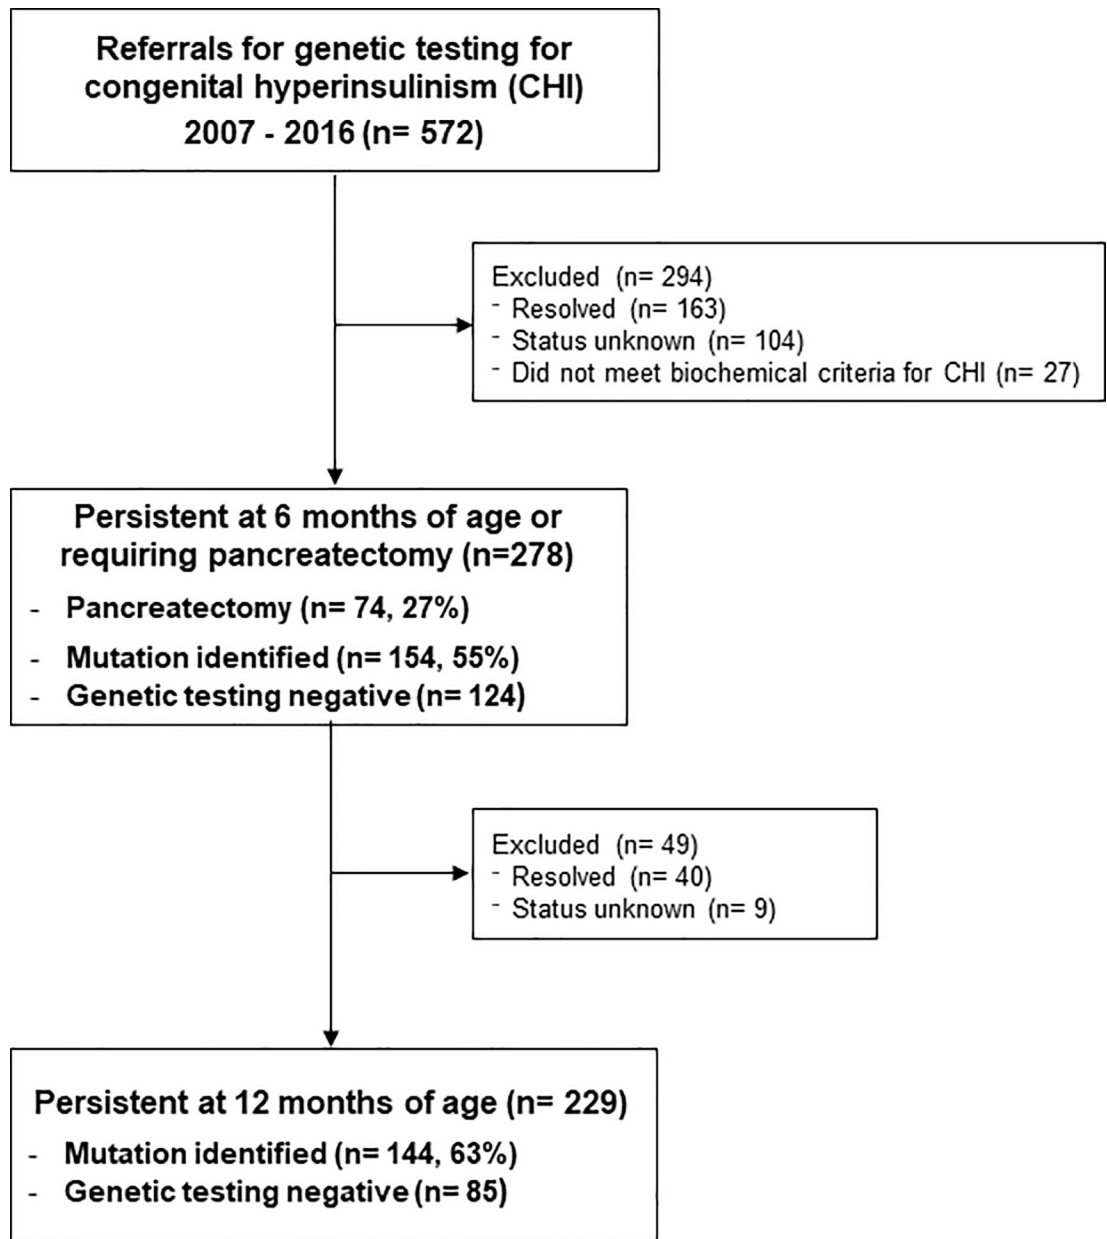 Referrals for genetic testing for
congenital hyperinsulinism (CHI)
2007 - 2016 (n= 572)
Excluded (n= 294)
- Resolved (n= 163)
- Status unknown (n= 104)
- Did not meet biochemical criteria for CHI (n= 27)
Persistent at 6 months of age or
requiring pancreatectomy (n=278)
- Pancreatectomy (n= 74, 27%)
- Mutation identified (n= 154, 55%)
- Genetic testing negative (n= 124)
Excluded (n= 49)
- Resolved (n= 40)
- Status unknown (n= 9)
Persistent at 12 months of age (n= 229)
- Mutation identified (n= 144, 63%)
- Genetic testing negative (n= 85)